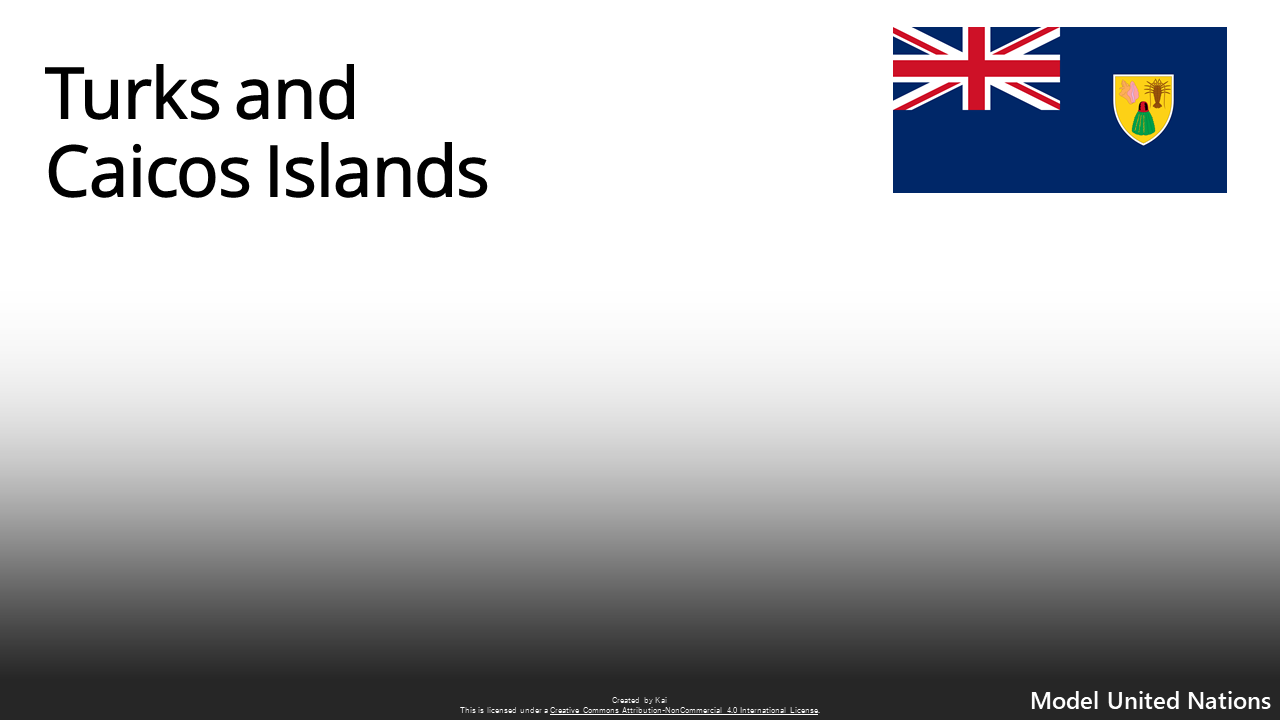 Turks and
Caicos Islands
Created by Kai
This is licensed under a Creative Commons Attribution-NonCommercial 4.0 International License.
Model United Nations